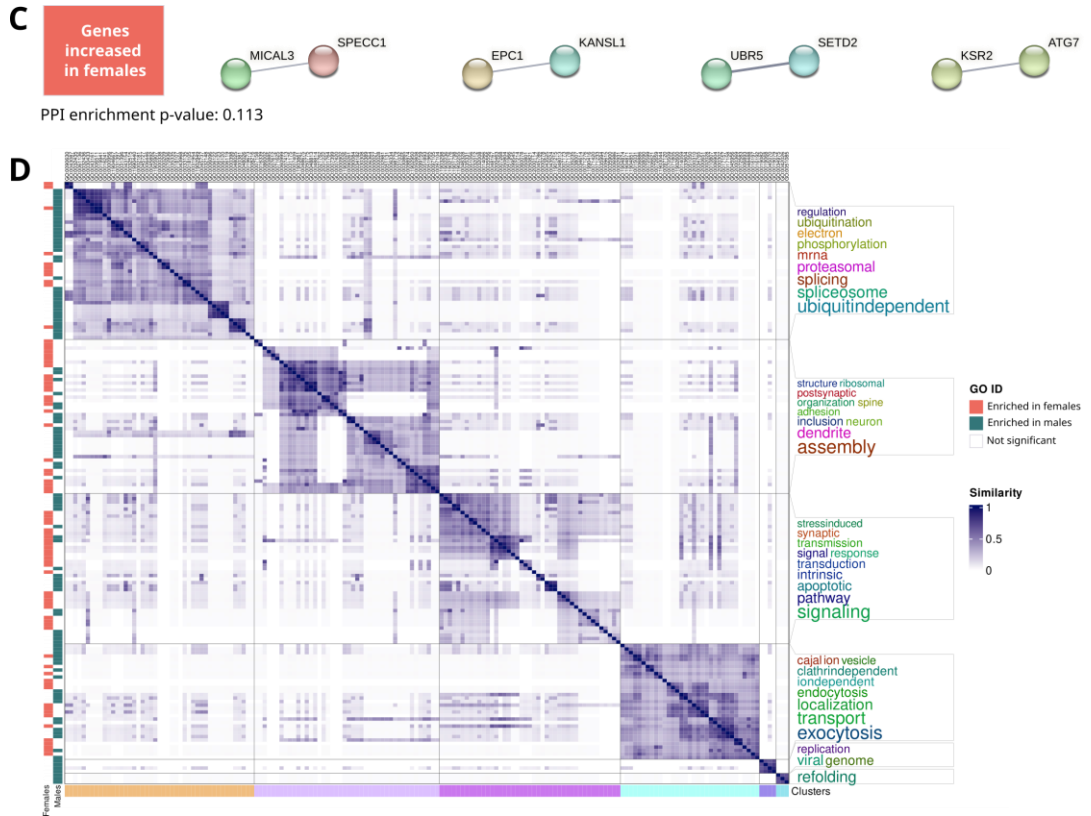 C
Genes
increased
in females
MICAL3
SPECC1
EPC1
KANSL1
UBR5
SETD2
KSR2
ATG7
PPI enrichment p-value: 0.113
D
regulation
ubiquitination
electron
phosphorylation
mrna
proteasomal
splicing
spliceosome
ubiquitindependent
structure ribosomal
postsynaptic
organization spine
adhesion
inclusion neuron
dendrite
assembly
GO ID
Enriched in females
Enriched in males
Not significant
Similarity
1
0.5
0
stressinduced
synaptic
transmission
signal response
transduction
intrinsic
apoptotic
pathway
signaling
cajal ion vesicle
clathrindependent
iondependent
endocytosis
localization
transport
exocytosis
replication
viral genome
refolding
Females
Males
Clusters